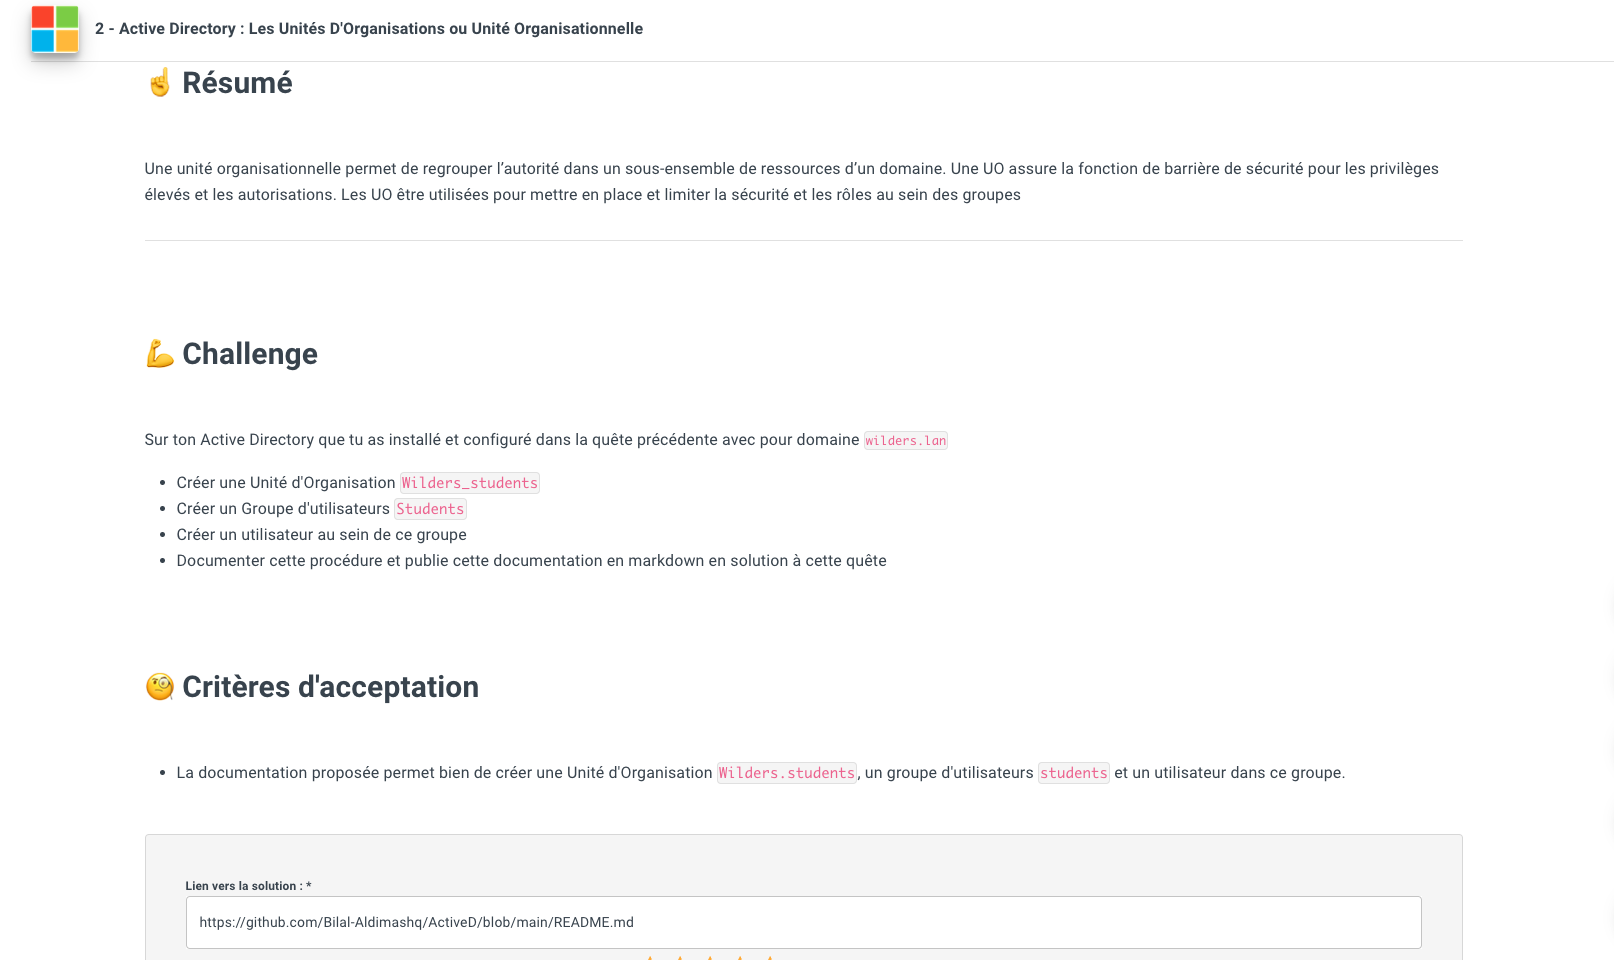 2 - Active Directory : Les Unités D'Organisations ou Unité Organisationnelle
☝️ Résumé
Une unité organisationnelle permet de regrouper l’autorité dans un sous-ensemble de ressources d’un domaine. Une UO assure la fonction de barrière de sécurité pour les privilèges
élevés et les autorisations. Les UO être utilisées pour mettre en place et limiter la sécurité et les rôles au sein des groupes
💪 Challenge
Sur ton Active Directory que tu as installé et configuré dans la quête précédente avec pour domaine wilders.lan
• Créer une Unité d'Organisation Wilders_students
• Créer un Groupe d'utilisateurs Students
• Créer un utilisateur au sein de ce groupe
• Documenter cette procédure et publie cette documentation en markdown en solution à cette quête
🧐 Critères d'acceptation
• La documentation proposée permet bien de créer une Unité d'Organisation Wilders.students, un groupe d'utilisateurs students et un utilisateur dans ce groupe.
Lien vers la solution : *
https://github.com/Bilal-Aldimashq/ActiveD/blob/main/README.md